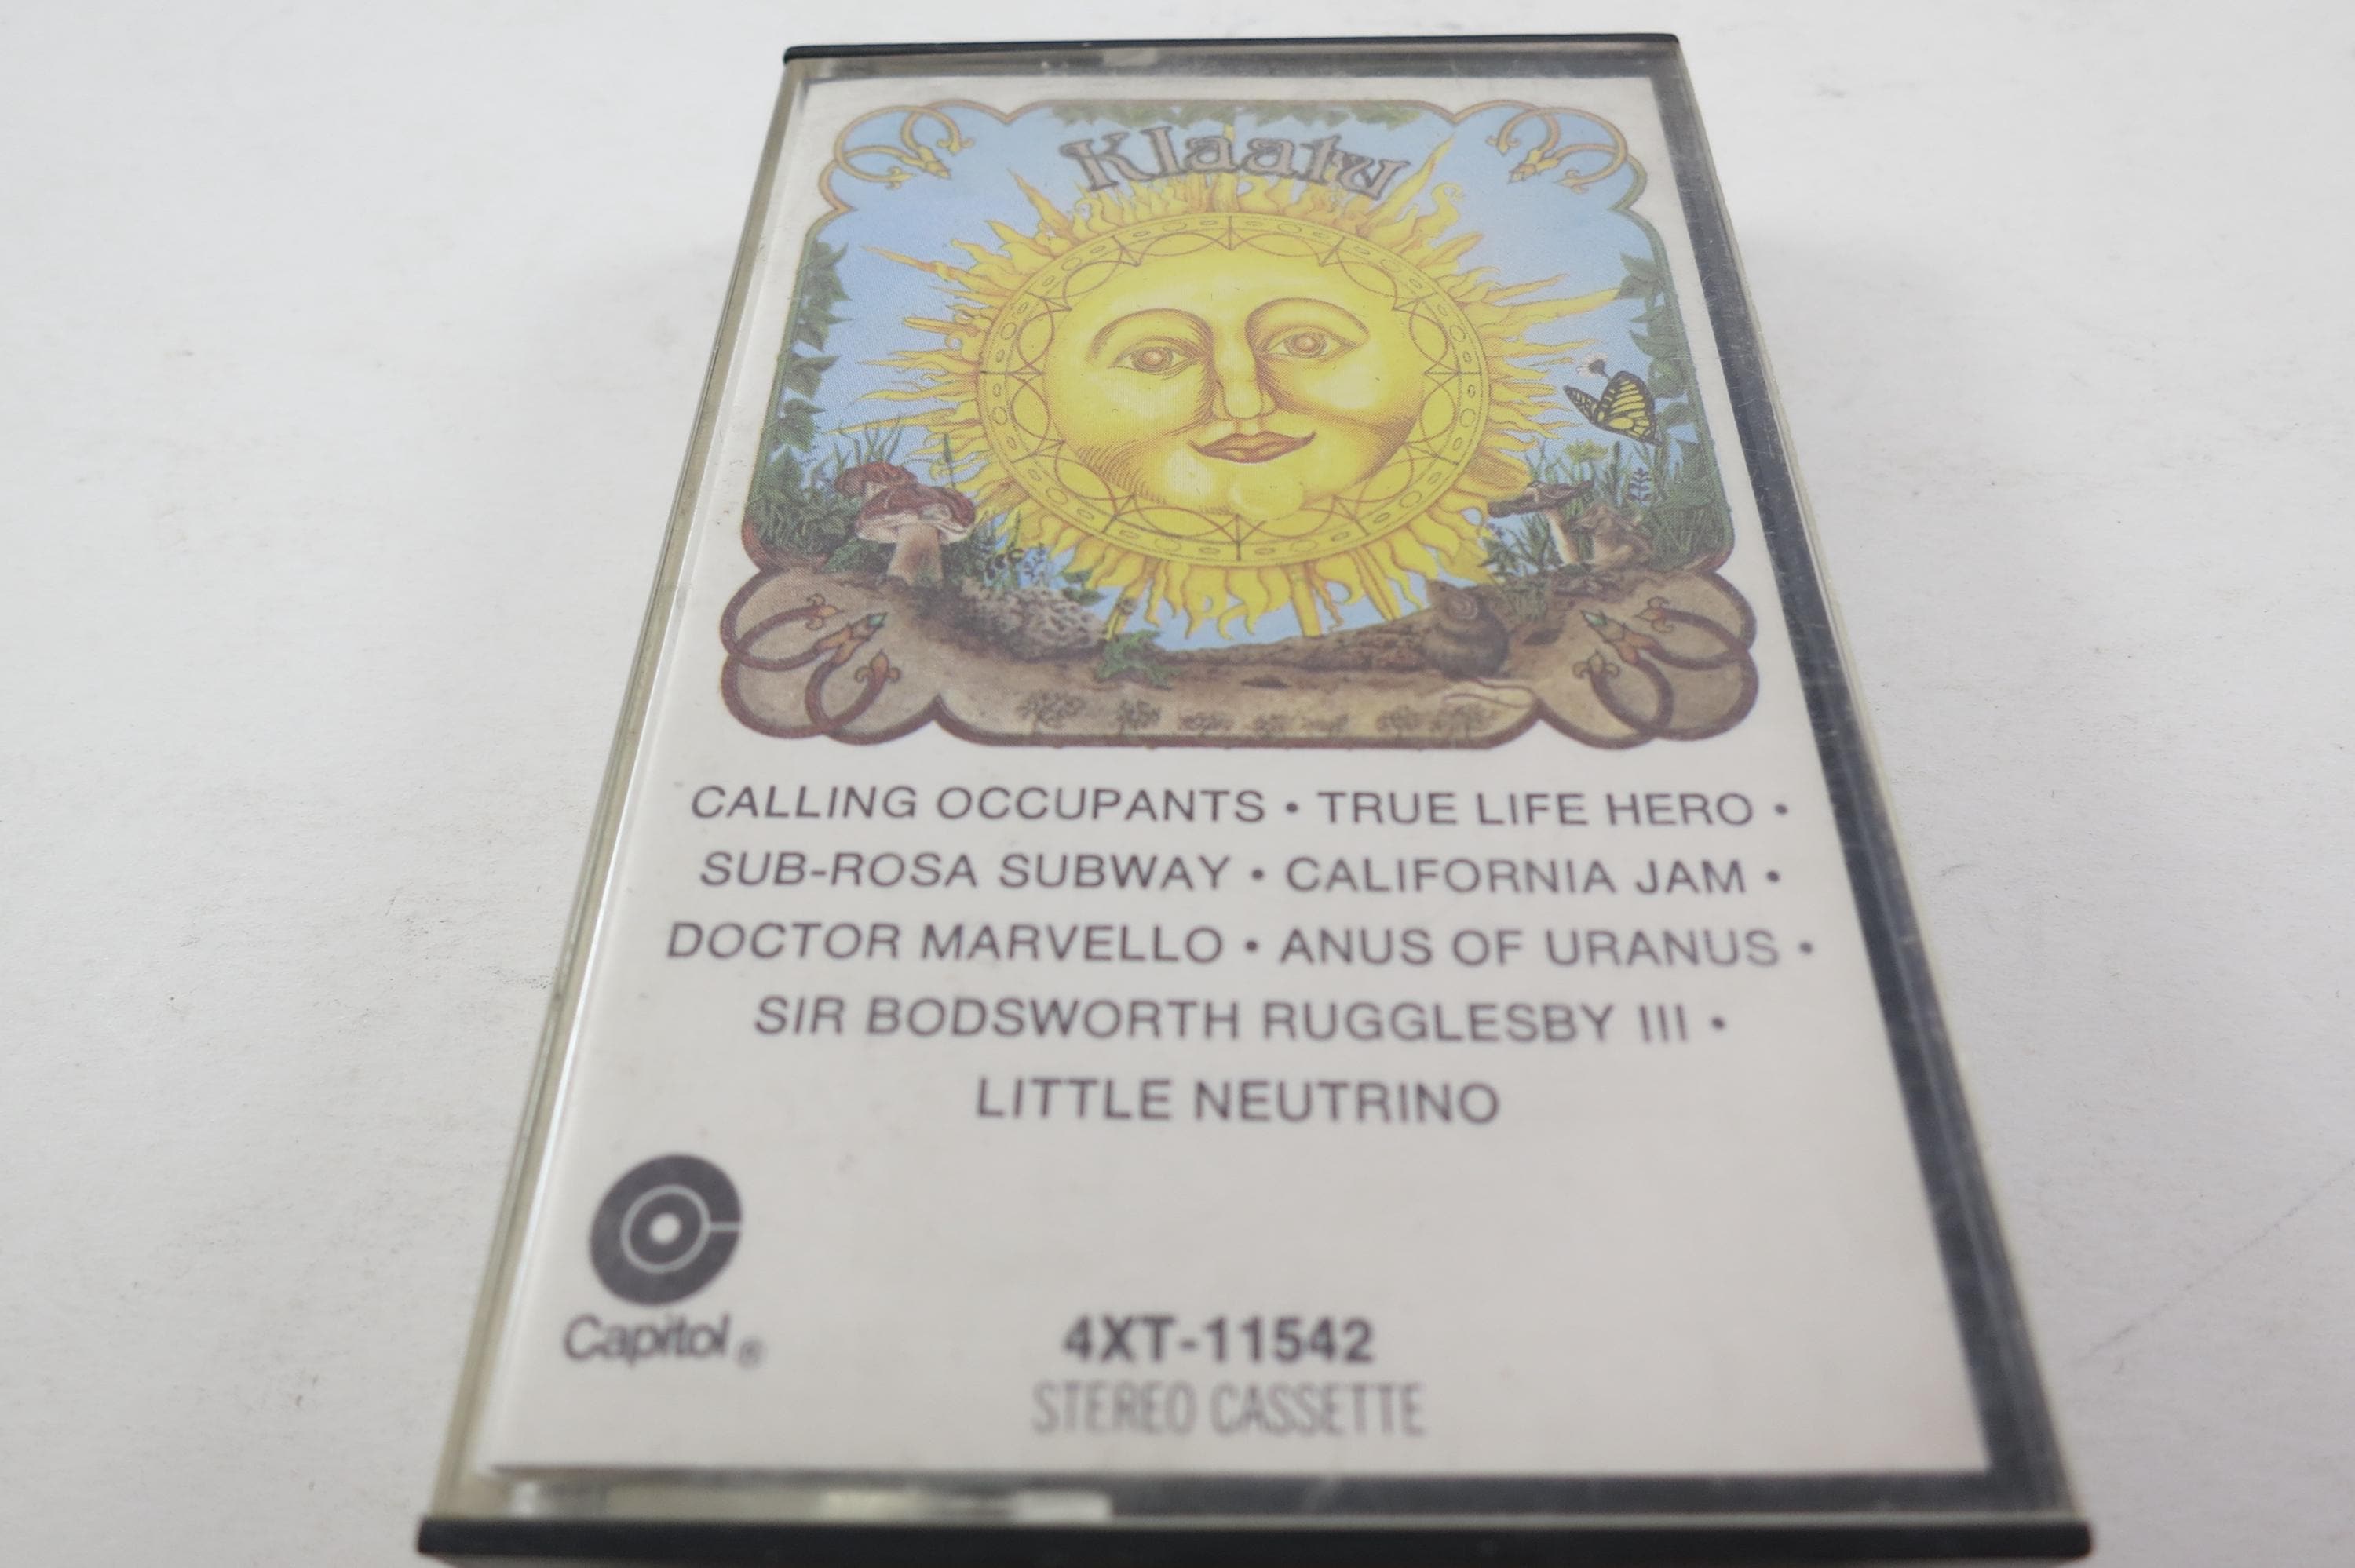 Klaatu
CALLING OCCUPANTS • TRUE LIFE HERO •
SUB-ROSA SUBWAY • CALIFORNIA JAM •
DOCTOR MARVELLO • ANUS OF URANUS •
SIR BODSWORTH RUGGLESBY III •
LITTLE NEUTRINO
Capitol®
4XT-11542
STEREO CASSETTE